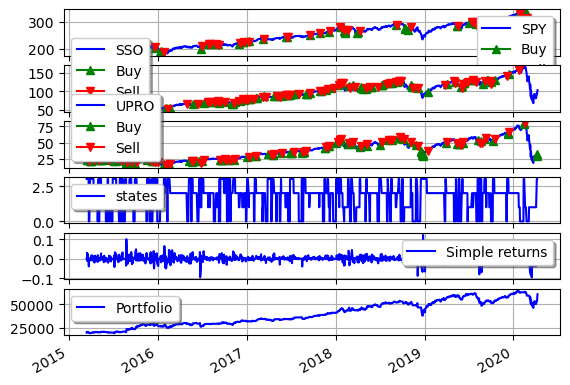 300
200
SPY
Buy
SSO
Buy
Sell
150
100
50
UPRO
Buy
Sell
75
50
25
2.5
0.0
states
0.1
0.0
−0.1
Simple returns
50000
25000
Portfolio
2015
2016
2017
2018
2019
2020